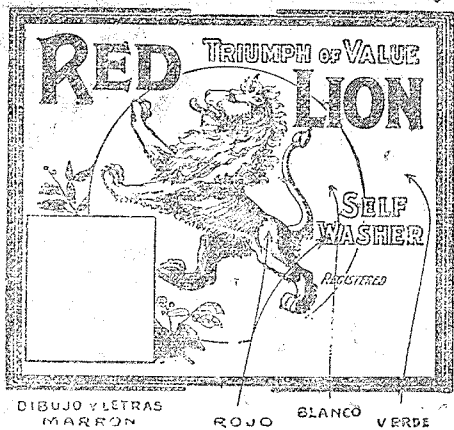 RED
TRIUMPH OF VALUE
LION
SELF
WASHER
REGISTERED
DIBUJO Y LETRAS
MARRON
ROJO
BLANCO
VERDE